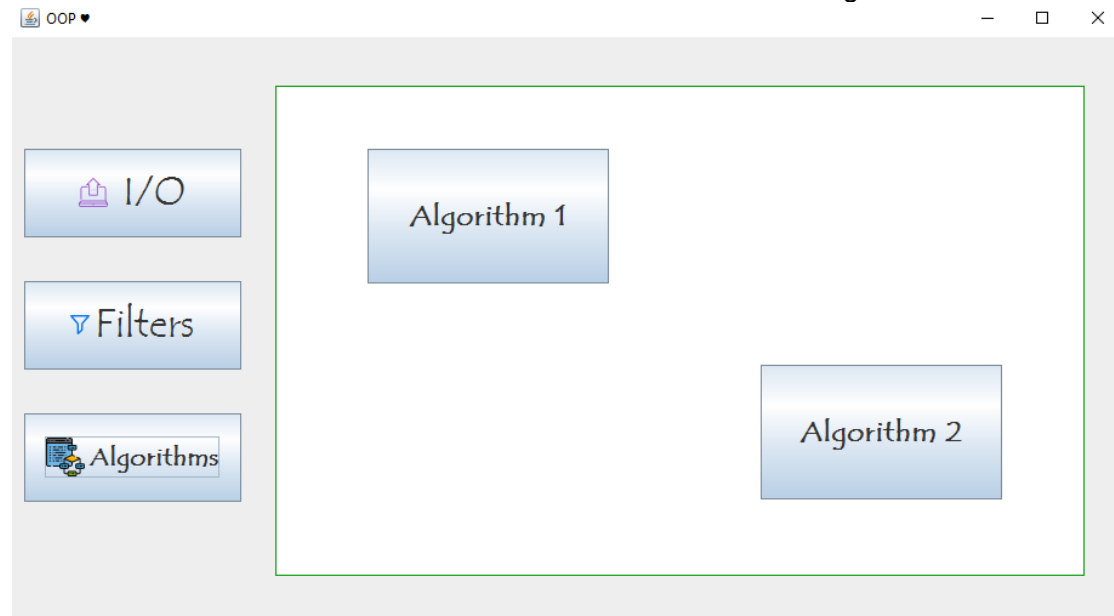 OOP ♥
I/O
Filters
Algorithms
Algorithm 1
Algorithm 2